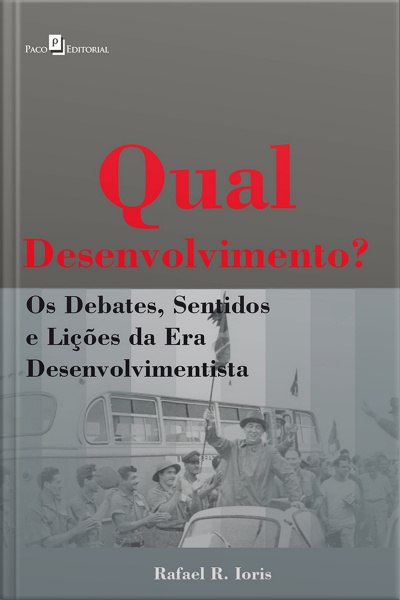 PACO EDITORIAL
Qual
Desenvolvimento?
Os Debates, Sentidos
e Lições da Era
Desenvolvimentista
Rafael R. Ioris